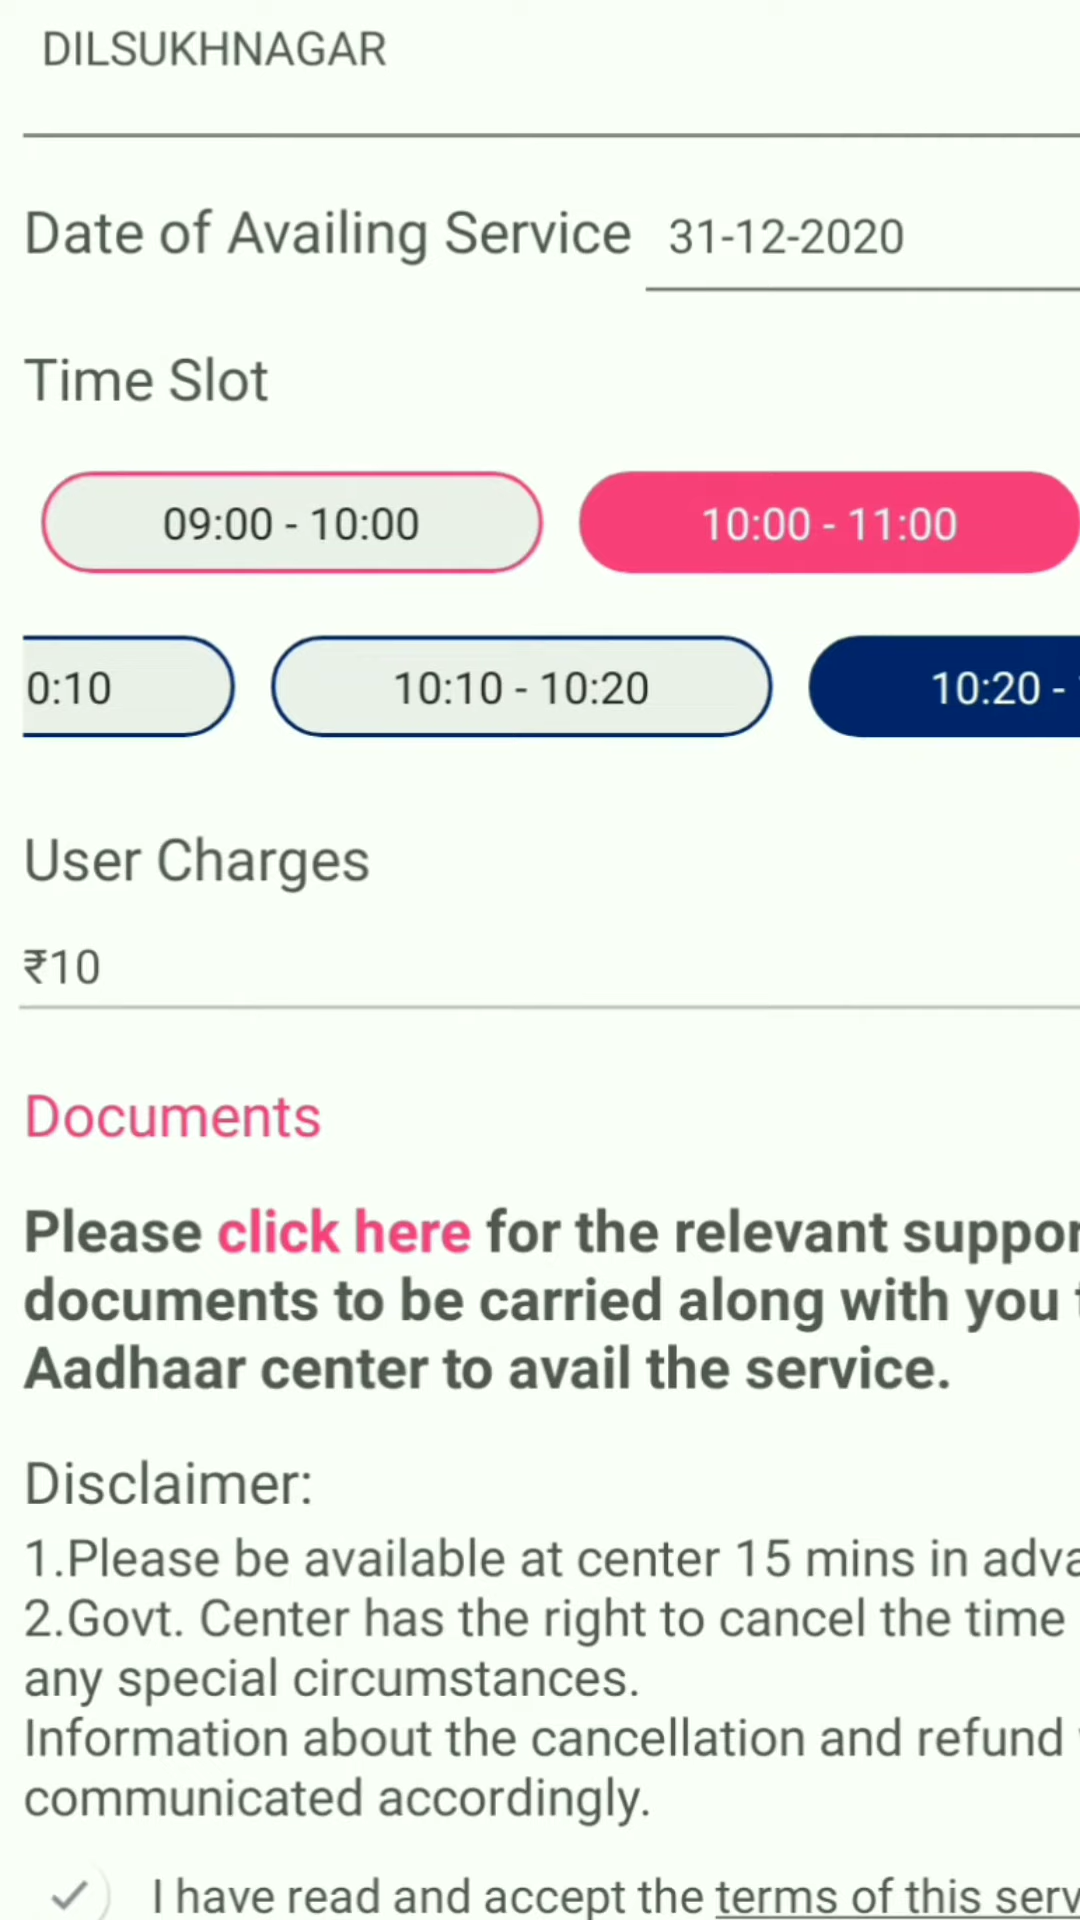 DILSUKHNAGAR
Date of Availing Service 31-12-2020
Time Slot
09:00 - 10:00 10:00 - 11:00
0:10 10:10 - 10:20 10:20 -
User Charges
₹10
Documents
Please click here for the relevant suppor
documents to be carried along with you
Aadhaar center to avail the service.
Disclaimer:
1.Please be available at center 15 mins in adva
2.Govt. Center has the right to cancel the time
any special circumstances.
Information about the cancellation and refund
communicated accordingly.
I have read and accept the terms of this serv